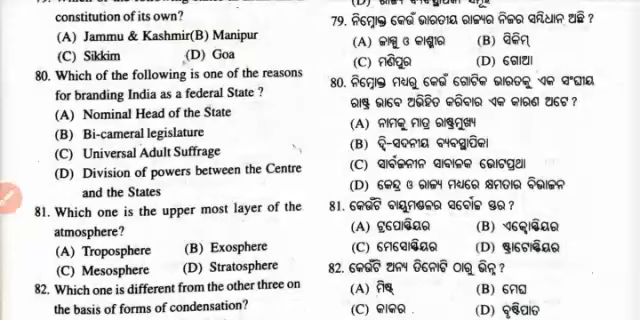 constitution of its own?
(A) Jammu & Kashmir(B) Manipur
(C) Sikkim (D) Goa
80. Which of the following is one of the reasons
for branding India as a federal State ?
(A) Nominal Head of the State
(B) Bi-cameral legislature
(C) Universal Adult Suffrage
(D) Division of powers between the Centre
and the States
81. Which one is the upper most layer of the
atmosphere?
(A) Troposphere (B) Exosphere
(C) Mesosphere (D) Stratosphere
82. Which one is different from the other three on
the basis of forms of condensation?
79. ନିମ୍ନୋକ୍ତ କେଉଁ ଭାରତୀୟ ରାଜ୍ୟର ନିଜର ସମ୍ବିଧାନ ଅଛି ?
(A) ଜାମ୍ମୁ ଓ କାଶ୍ମୀର (B) ସିକିମ୍
(C) ମଣିପୁର (D) ଗୋଆ
80. ନିମ୍ନୋକ୍ତ ମଧ୍ୟରୁ କେଉଁ ଗୋଟିକ ଭାରତକୁ ଏକ ସଂଘୀୟ
ରାଷ୍ଟ୍ର ଭାବେ ଅଭିହିତ କରିବାର ଏକ କାରଣ ଅଟେ ?
(A) ନାମକୁ ମାତ୍ର ରାଷ୍ଟ୍ରମୁଖ୍ୟ
(B) ଦ୍ୱି-ସଦନୀୟ ବ୍ୟବସ୍ଥାପିକା
(C) ସାର୍ବଜନୀନ ସାବାଳକ ଭୋଟପ୍ରଥା
(D) କେନ୍ଦ୍ର ଓ ରାଜ୍ୟ ମଧ୍ୟରେ କ୍ଷମତାର ବିଭାଜନ
81. କେଉଁଟି ବାୟୁମଣ୍ଡଳର ସର୍ବୋଚ୍ଚ ସ୍ତର ?
(A) ଟ୍ରପୋସ୍ଫିୟର (B) ଏକ୍ସୋସ୍ଫିୟର
(C) ମେସୋସ୍ଫିୟର (D) ଷ୍ଟ୍ରାଟୋସ୍ଫିୟର
82. କେଉଁଟି ଅନ୍ୟ ତିନୋଟି ଠାରୁ ଭିନ୍ନ ?
(A) ମିଷ୍ଟ (B) ମେଘ
(C) କାକର (D) ବୃଷ୍ଟିପାତ